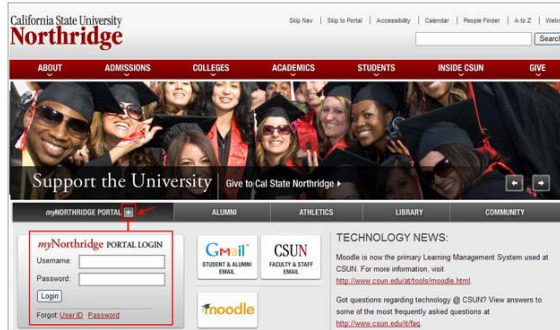 California State University
Northridge
Skip Nav | Skip to Portal | Accessibility | Calendar | People Finder | A to Z |
Search
ABOUT ADMISSIONS COLLEGES ACADEMICS STUDENTS INSIDE CSUN GIVE
Support the University | Give to Cal State Northridge
myNORTHRIDGE PORTAL ALUMNI ATHLETICS LIBRARY COMMUNITY
myNorthridge PORTAL LOGIN
Username:
Password:
Login
Forgot: User ID Password
Gmail
STUDENT & ALUMNI
EMAIL
CSUN
FACULTY & STAFF
EMAIL
moodle
TECHNOLOGY NEWS:
Moodle is now the primary Learning Management System used at
CSUN. For more information, visit
http://www.csun.edu/at/tools/moodle.html.
Got questions regarding technology @ CSUN? View answers to
some of the most frequently asked questions at
http://www.csun.edu/it/faq